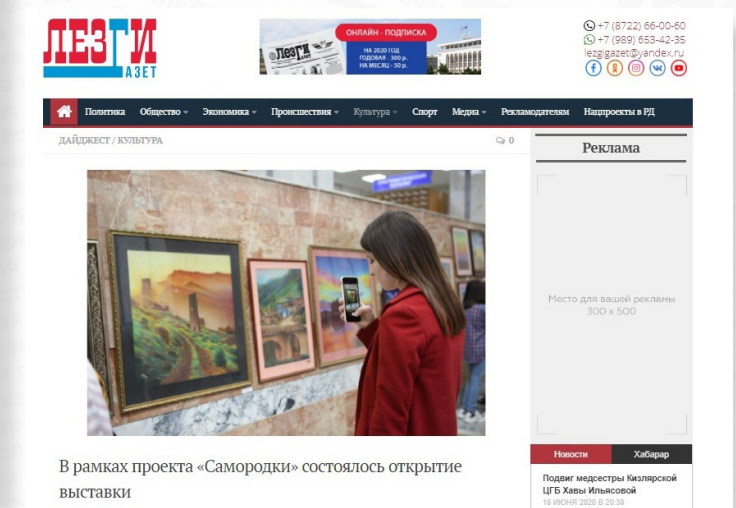 ЛЕЗГИ
ГАЗЕТ
ЛЕЗГИ
ОНЛАЙН - ПОДПИСКА
НА 2020 ГОД
ГОДОВАЯ - 300 р.
НА МЕСЯЦ - 50 р.
+7 (8722) 66-00-60
+7 (989) 653-42-35
lezgigazet@yandex.ru
Политика Общество Экономика Происшествия Культура Спорт Медиа Рекламодателям Нацпроекты в РД
ДАЙДЖЕСТ / КУЛЬТУРА
0
Реклама
Место для вашей рекламы
300 x 500
В рамках проекта «Самородки» состоялось открытие
выставки
Новости Хабарар
Подвиг медсестры Кизлярской
ЦГБ Хавы Ильясовой
19 ИЮНЯ 2020 В 20:39